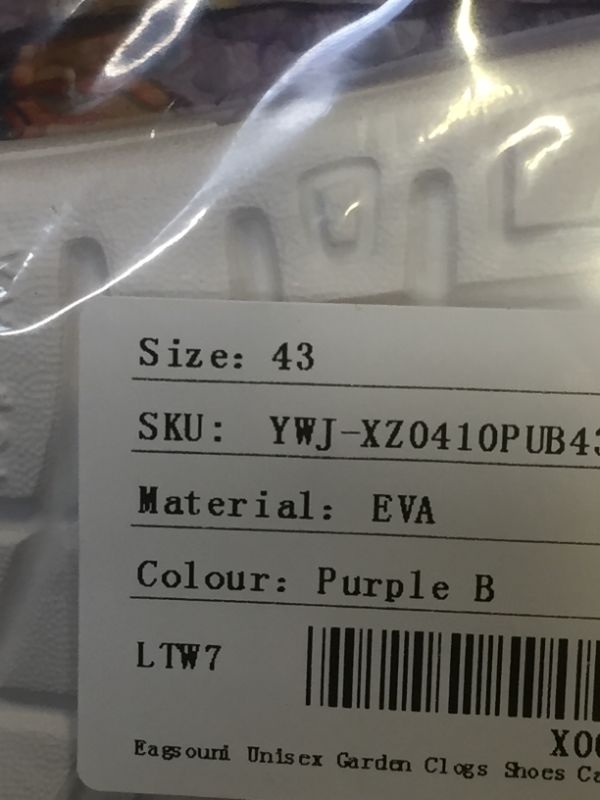 Size: 43
SKU: YWJ-XZ0410PUB43
Material: EVA
Colour: Purple B
LTW7
X00
Eagsouni Unisex Garden Clogs Shoes Ca